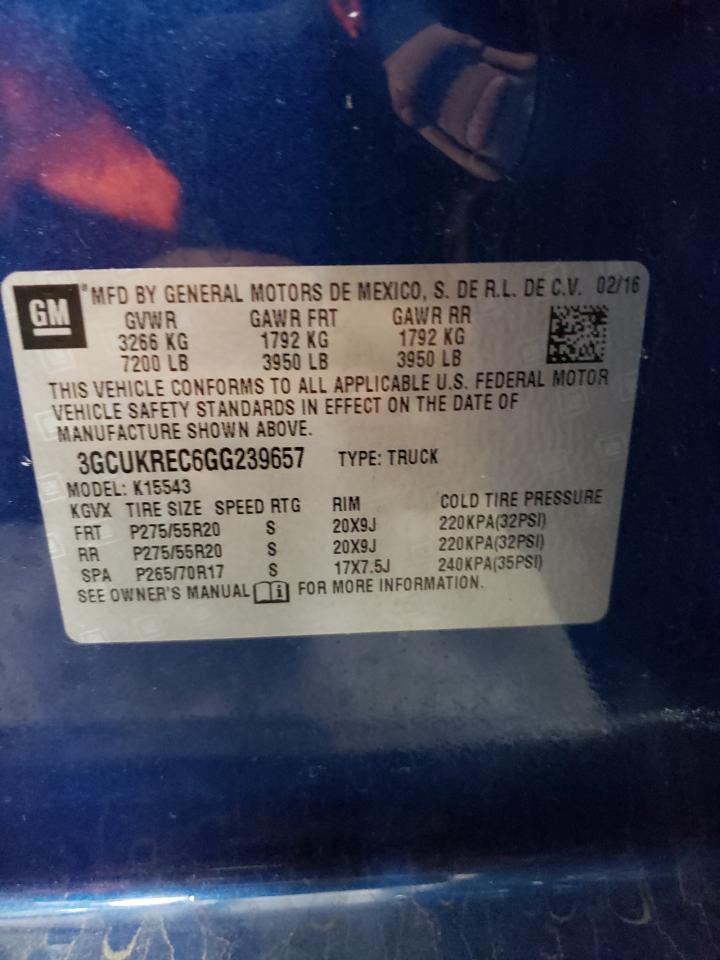 GM
*MFD BY GENERAL MOTORS DE MEXICO, S. DE R.L. DE C.V. 02/16
GVWR GAWR FRT GAWR RR
3266 KG 1792 KG 1792 KG
7200 LB 3950 LB 3950 LB
THIS VEHICLE CONFORMS TO ALL APPLICABLE U.S. FEDERAL MOTOR
VEHICLE SAFETY STANDARDS IN EFFECT ON THE DATE OF
MANUFACTURE SHOWN ABOVE.
3GCUKREC6GG239657 TYPE: TRUCK
MODEL: K15543
KGVX TIRE SIZE SPEED RTG RIM COLD TIRE PRESSURE
FRT P275/55R20 S 20X9J 220KPA(32PSI)
RR P275/55R20 S 20X9J 220KPA(32PSI)
SPA P265/70R17 S 17X7.5J 240KPA(35PSI)
SEE OWNER'S MANUAL i FOR MORE INFORMATION.